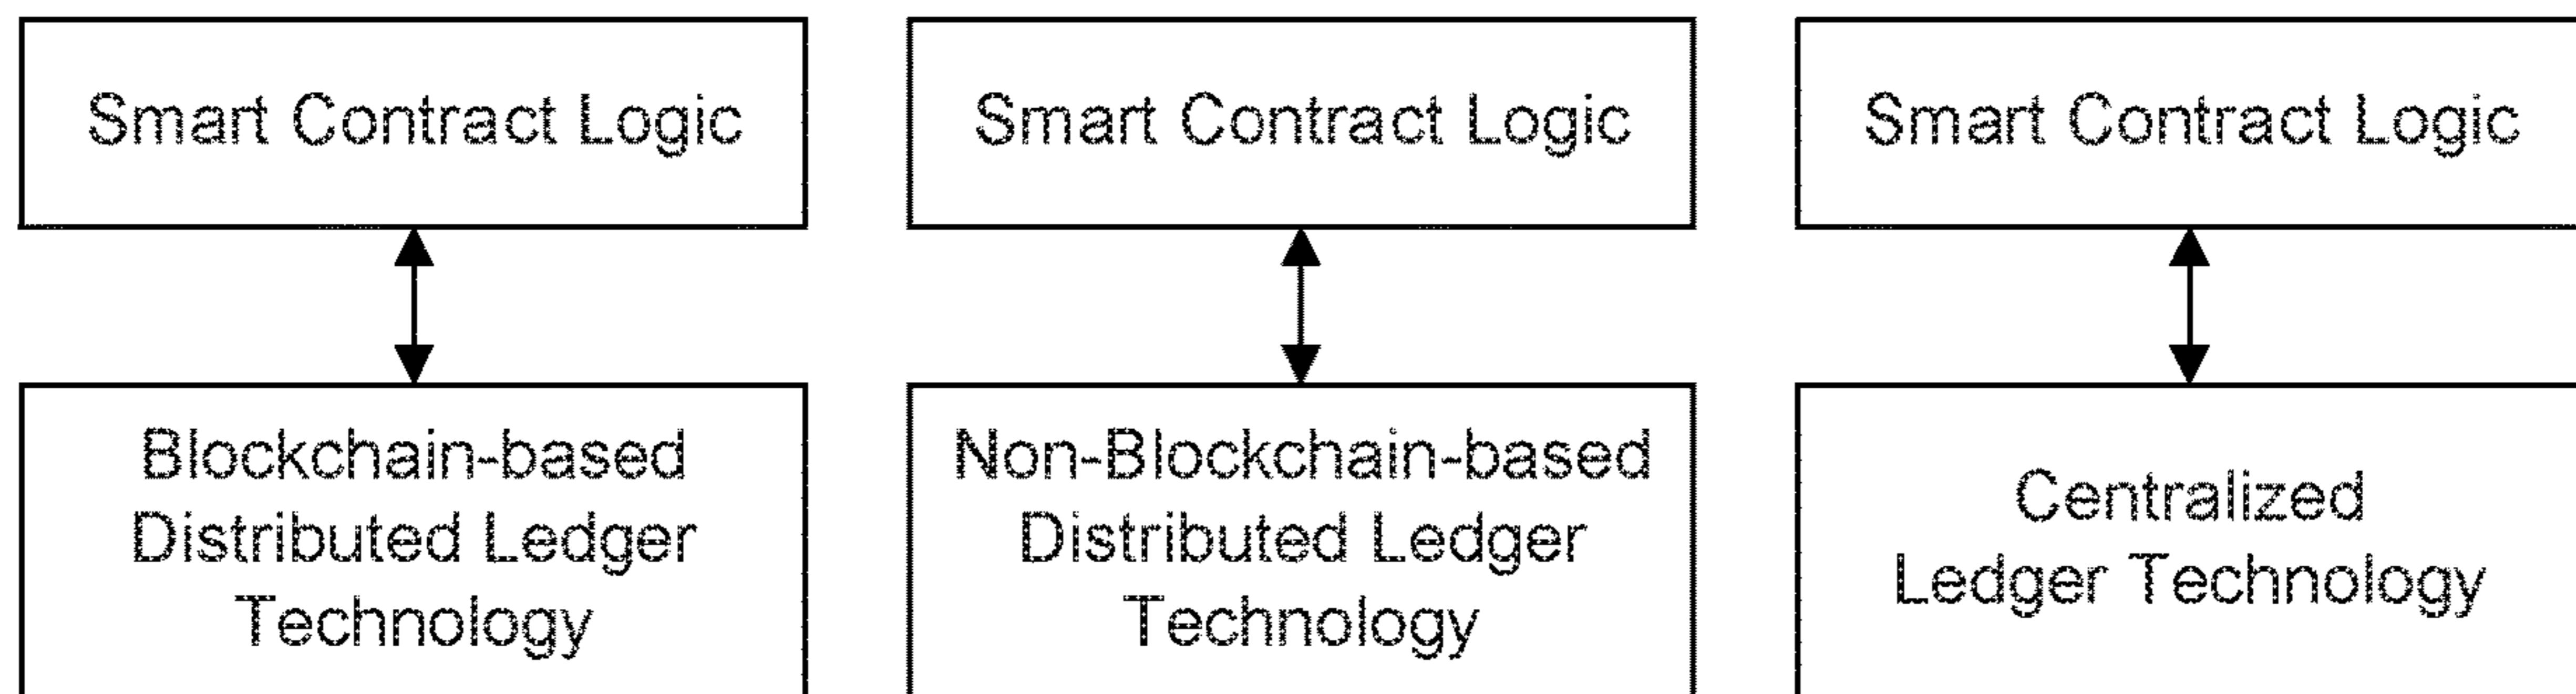 Smart Contract Logic
Smart Contract Logic
Smart Contract Logic
Blockchain-based
Distributed Ledger
Technology
Non-Blockchain-based
Distributed Ledger
Technology
Centralized
Ledger Technology